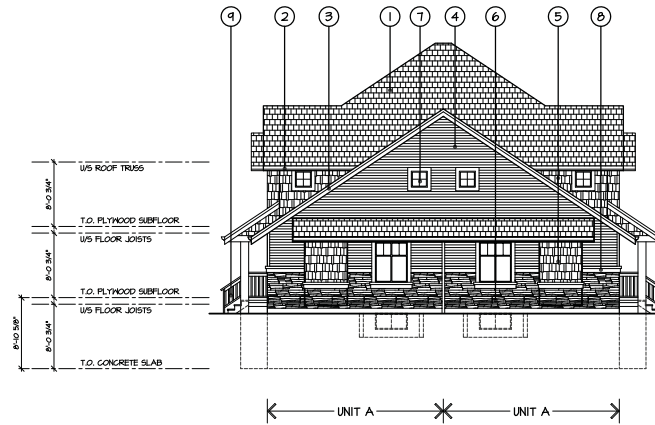 9 2 3 1 7 4 6 5 8
U/S ROOF TRUSS
8'-0 3/4"
T.O. PLYWOOD SUBFLOOR
U/S FLOOR JOISTS
8'-0 3/4"
T.O. PLYWOOD SUBFLOOR
U/S FLOOR JOISTS
8'-10 5/8"
8'-0 3/4"
T.O. CONCRETE SLAB
UNIT A UNIT A